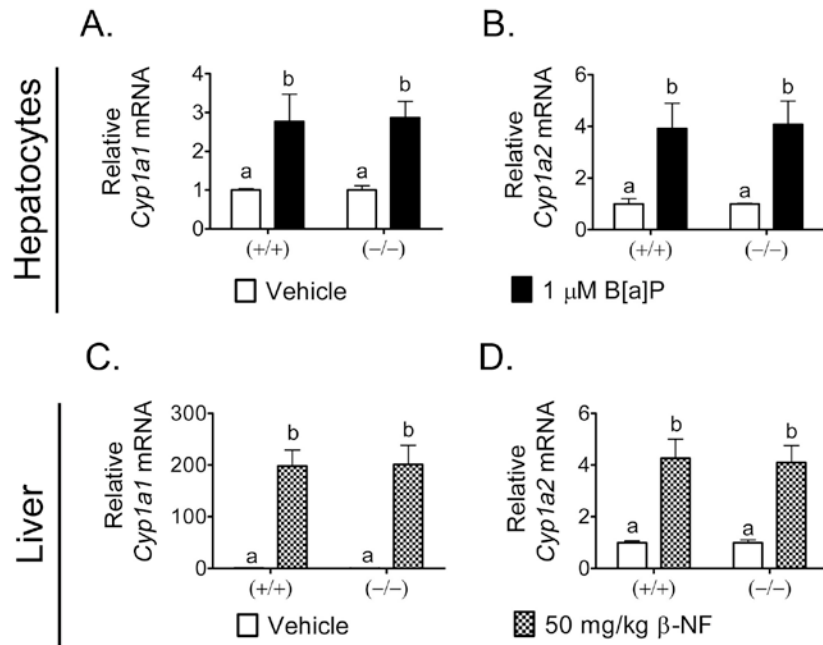 A.
B.
Hepatocytes
Relative
Cyp1a1 mRNA
4
3
2
1
0
a
b
a
b
(+/+)
(−/−)
Relative
Cyp1a2 mRNA
6
4
2
0
a
b
a
b
(+/+)
(−/−)
Vehicle
1 μM B[a]P
C.
D.
Liver
Relative
Cyp1a1 mRNA
300
200
100
0
a
b
a
b
(+/+)
(−/−)
Relative
Cyp1a2 mRNA
6
4
2
0
a
b
a
b
(+/+)
(−/−)
Vehicle
50 mg/kg β-NF